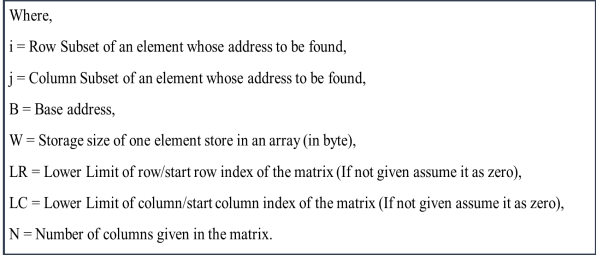 Where,
i = Row Subset of an element whose address to be found,
j = Column Subset of an element whose address to be found,
B = Base address,
W = Storage size of one element store in an array (in byte),
LR = Lower Limit of row/start row index of the matrix (If not given assume it as zero),
LC = Lower Limit of column/start column index of the matrix (If not given assume it as zero),
N = Number of columns given in the matrix.